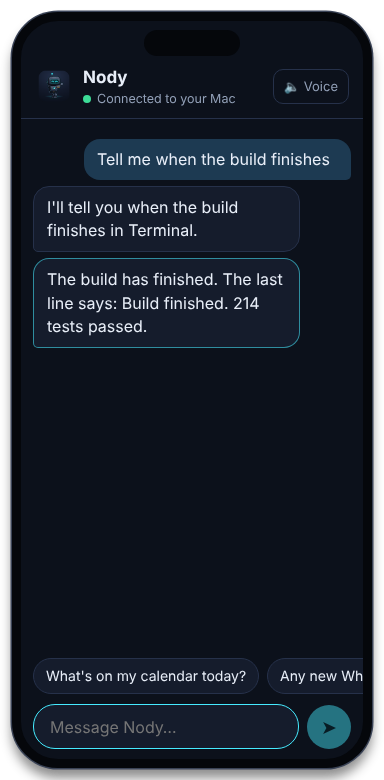 Nody
Connected to your Mac
Voice
Tell me when the build finishes
I'll tell you when the build
finishes in Terminal.
The build has finished. The last
line says: Build finished. 214
tests passed.
What's on my calendar today?
Any new Wh
Message Nody...